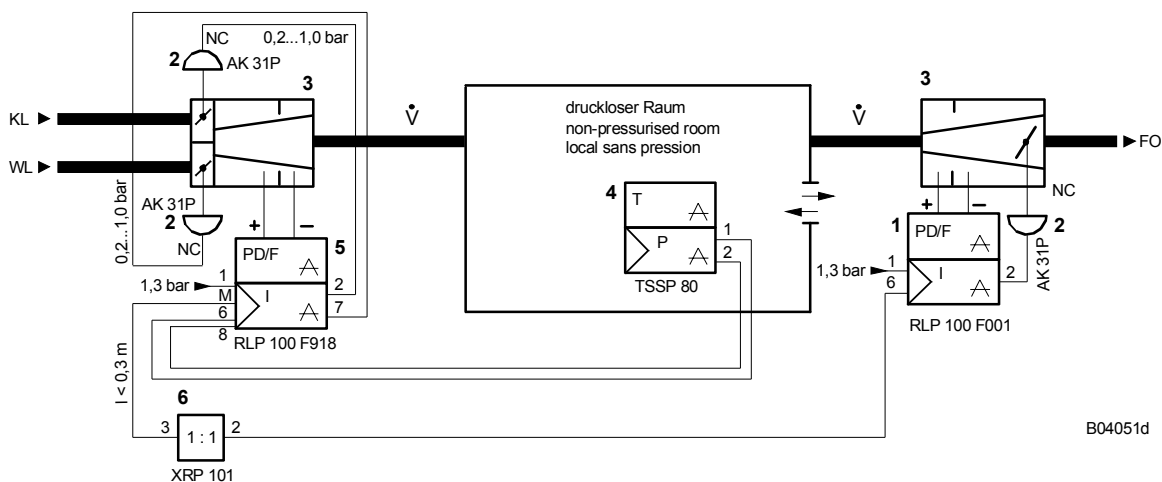 NC
0,2...1,0 bar
2
AK 31P
3
3
KL
V̇
druckloser Raum
non-pressurised room
local sans pression
V̇
FO
WL
4
T
NC
AK 31P
2
NC
0,2...1,0 bar
+
−
5
PD/F
P
1
2
TSSP 80
+
−
1
PD/F
2
AK 31P
1
1,3 bar
M
6
8
I
2
7
RLP 100 F918
1
1,3 bar
6
I
2
RLP 100 F001
l < 0,3 m
6
3
1 : 1
2
XRP 101
B04051d